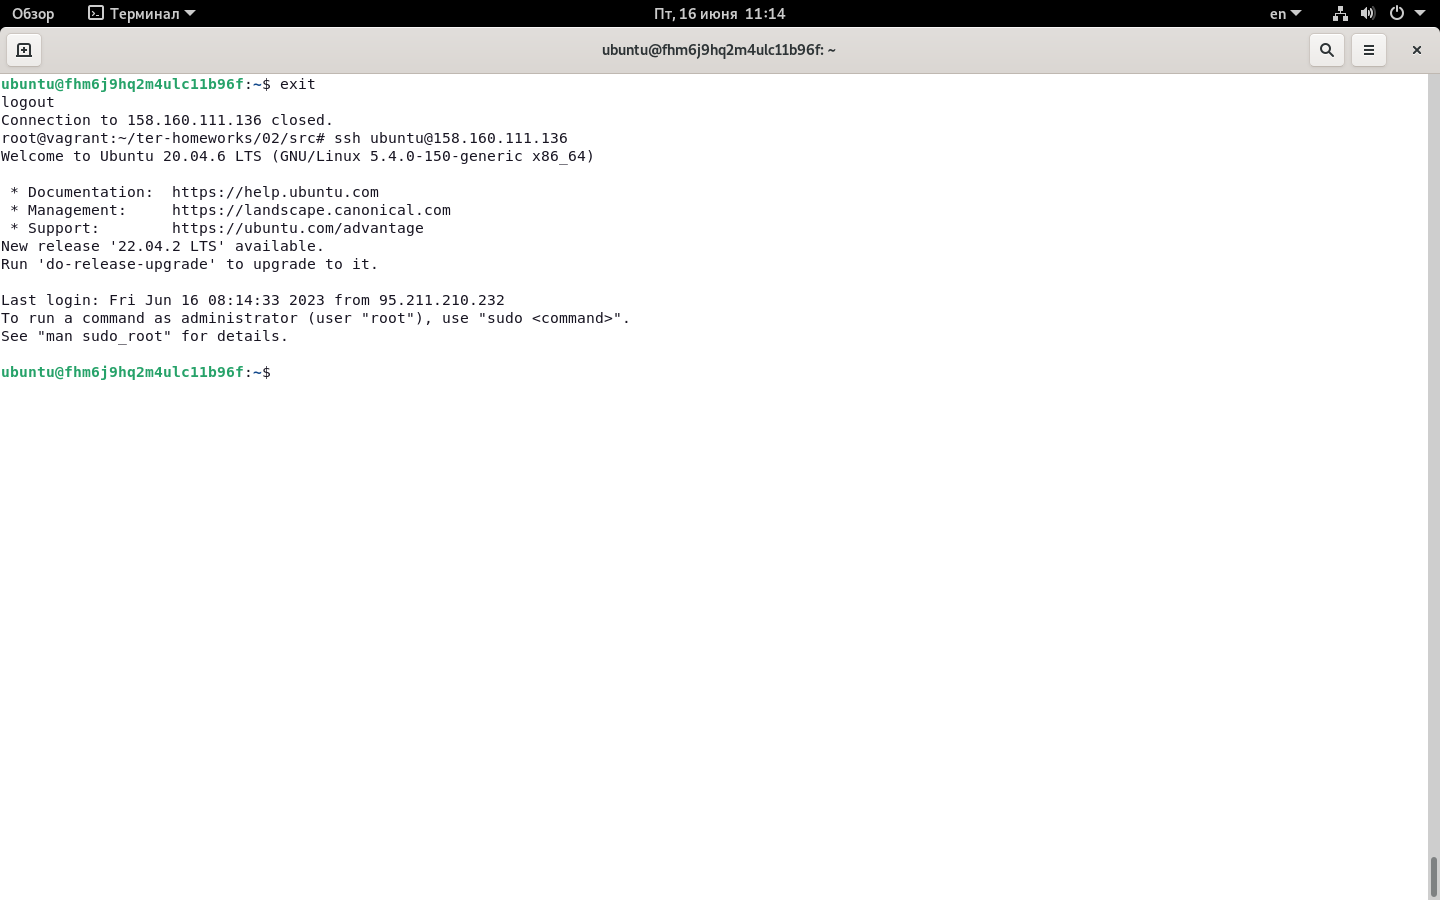 Обзор Терминал Пт, 16 июня 11:14 en
ubuntu@fhm6j9hq2m4ulc11b96f: ~
ubuntu@fhm6j9hq2m4ulc11b96f:~$ exit
logout
Connection to 158.160.111.136 closed.
root@vagrant:~/ter-homeworks/02/src# ssh ubuntu@158.160.111.136
Welcome to Ubuntu 20.04.6 LTS (GNU/Linux 5.4.0-150-generic x86_64)

 * Documentation:  https://help.ubuntu.com
 * Management:     https://landscape.canonical.com
 * Support:        https://ubuntu.com/advantage
New release '22.04.2 LTS' available.
Run 'do-release-upgrade' to upgrade to it.

Last login: Fri Jun 16 08:14:33 2023 from 95.211.210.232
To run a command as administrator (user "root"), use "sudo <command>".
See "man sudo_root" for details.

ubuntu@fhm6j9hq2m4ulc11b96f:~$